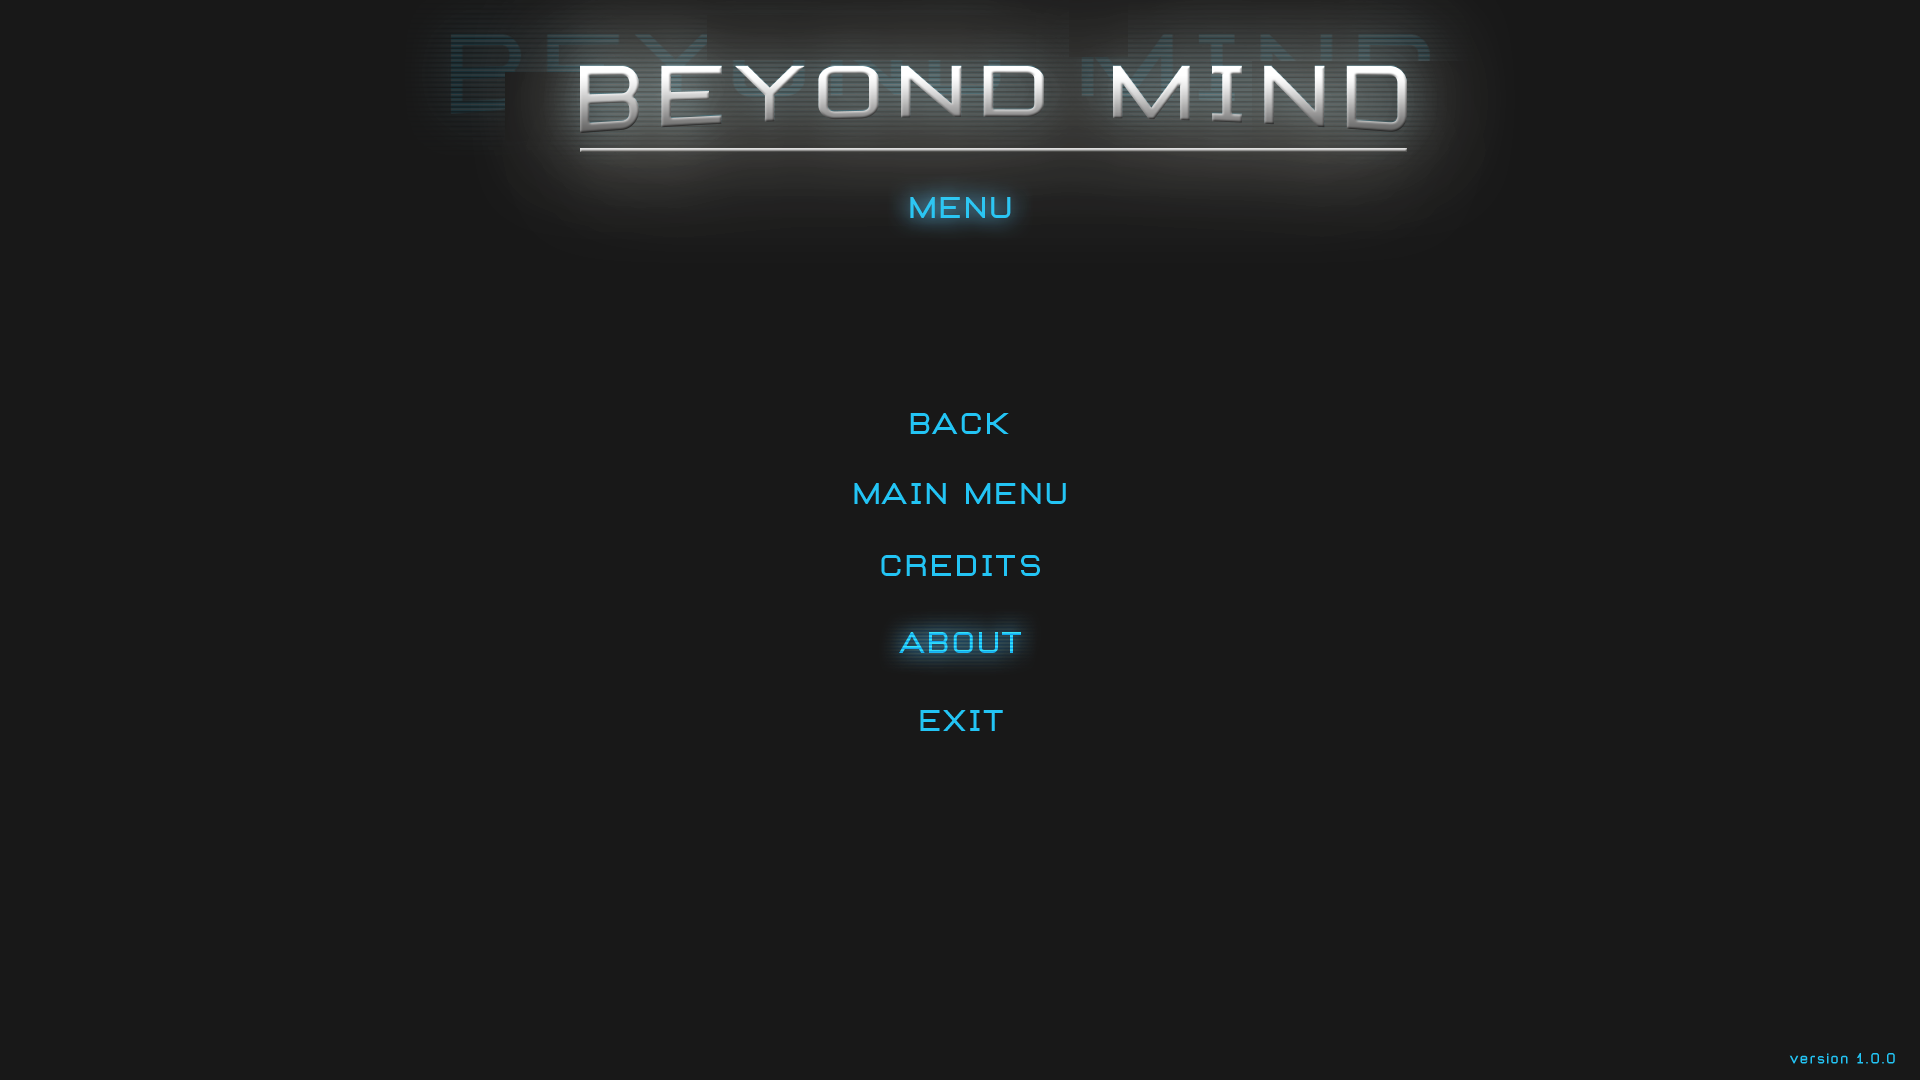 BEYOND MIND
MENU
BACK
MAIN MENU
CREDITS
ABOUT
EXIT
version 1.0.0